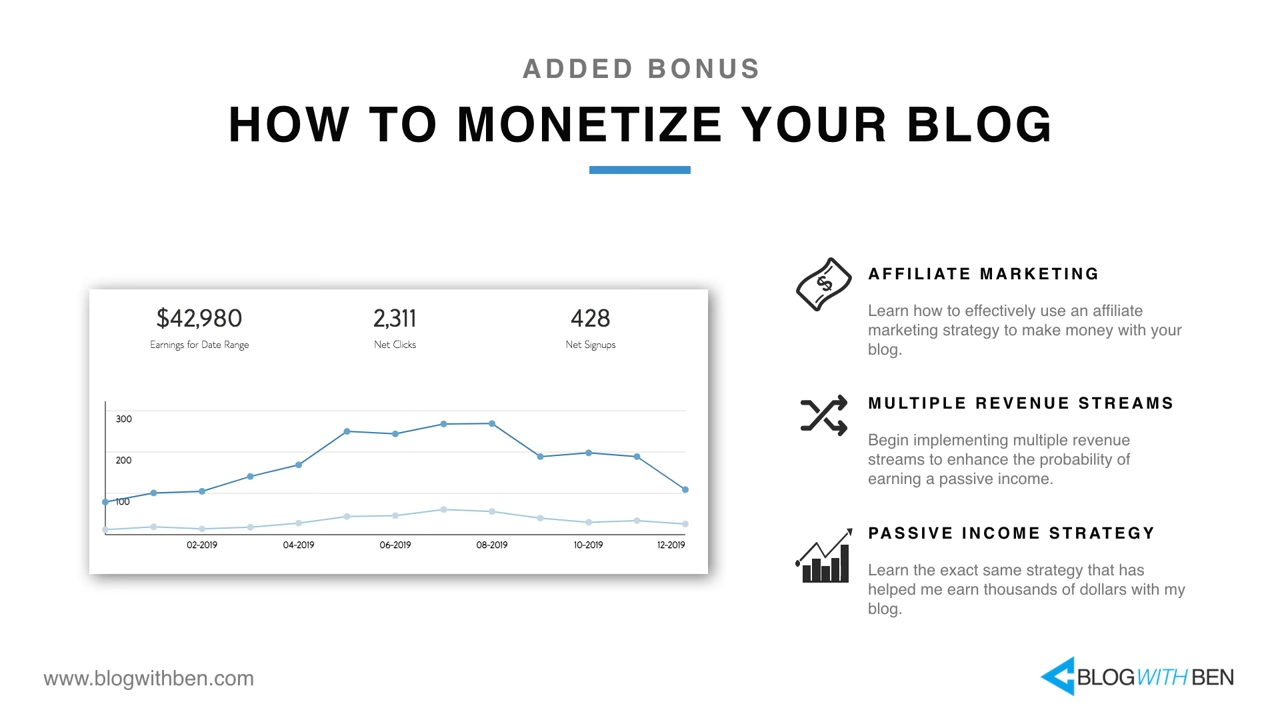 ADDED BONUS
HOW TO MONETIZE YOUR BLOG
$42,980
Earnings for Date Range
2,311
Net Clicks
428
Net Signups
300
200
100
02-2019
04-2019
06-2019
08-2019
10-2019
12-2019
AFFILIATE MARKETING
Learn how to effectively use an affiliate
marketing strategy to make money with your
blog.
MULTIPLE REVENUE STREAMS
Begin implementing multiple revenue
streams to enhance the probability of
earning a passive income.
PASSIVE INCOME STRATEGY
Learn the exact same strategy that has
helped me earn thousands of dollars with my
blog.
www.blogwithben.com
BLOGWITHBEN